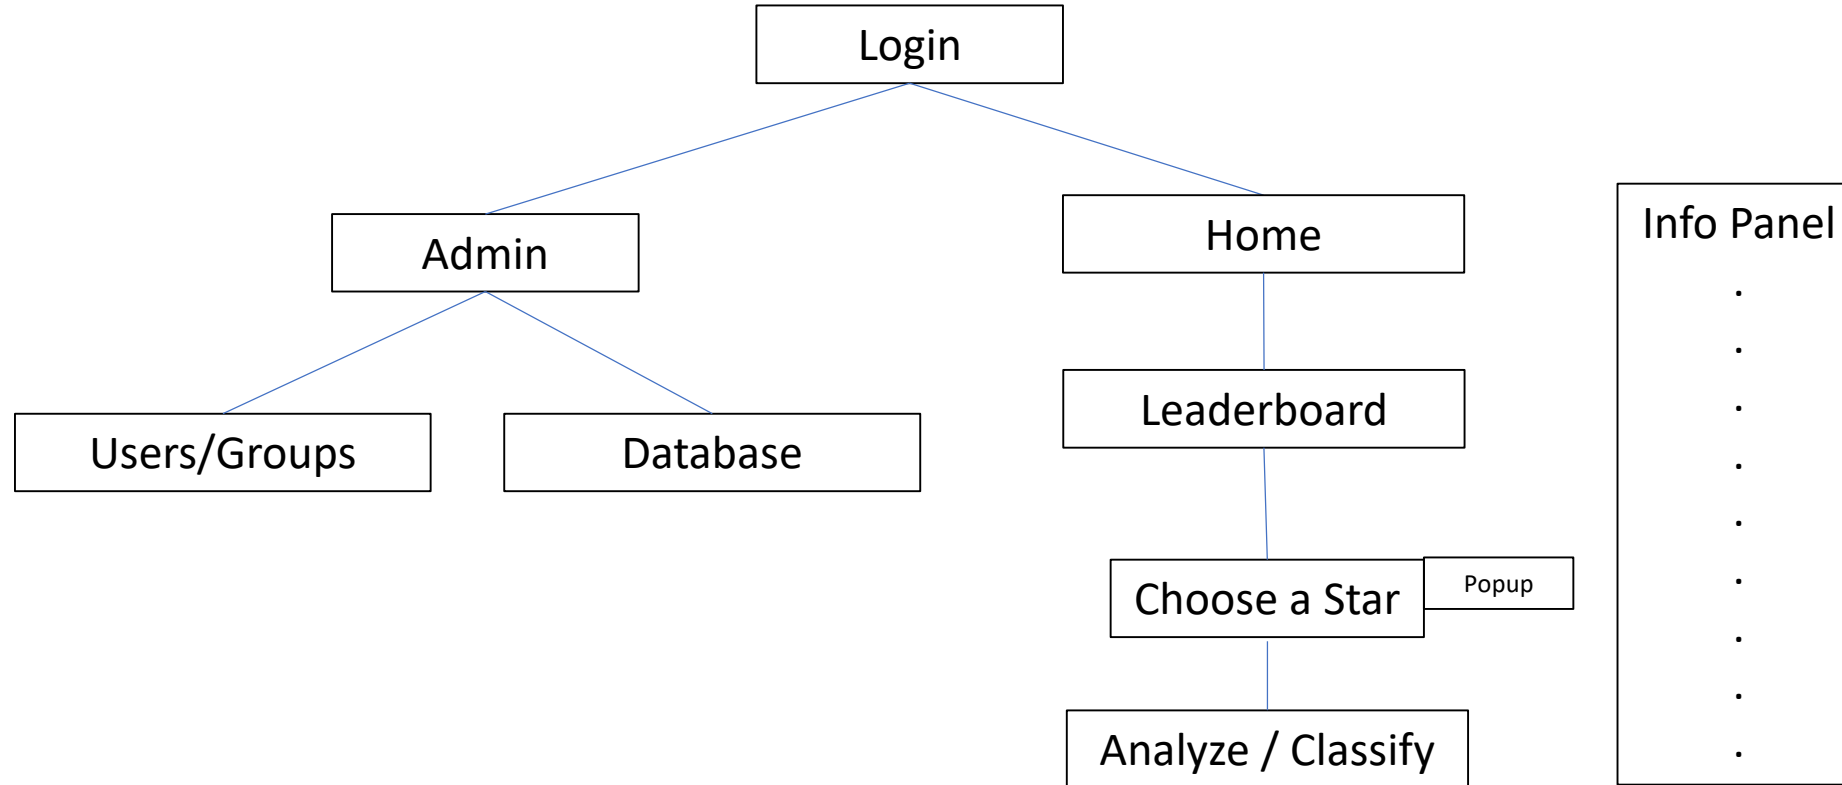 Login
Admin
Home
Info Panel
.
.
.
.
.
.
.
.
.
Users/Groups
Database
Leaderboard
Choose a Star
Popup
Analyze / Classify